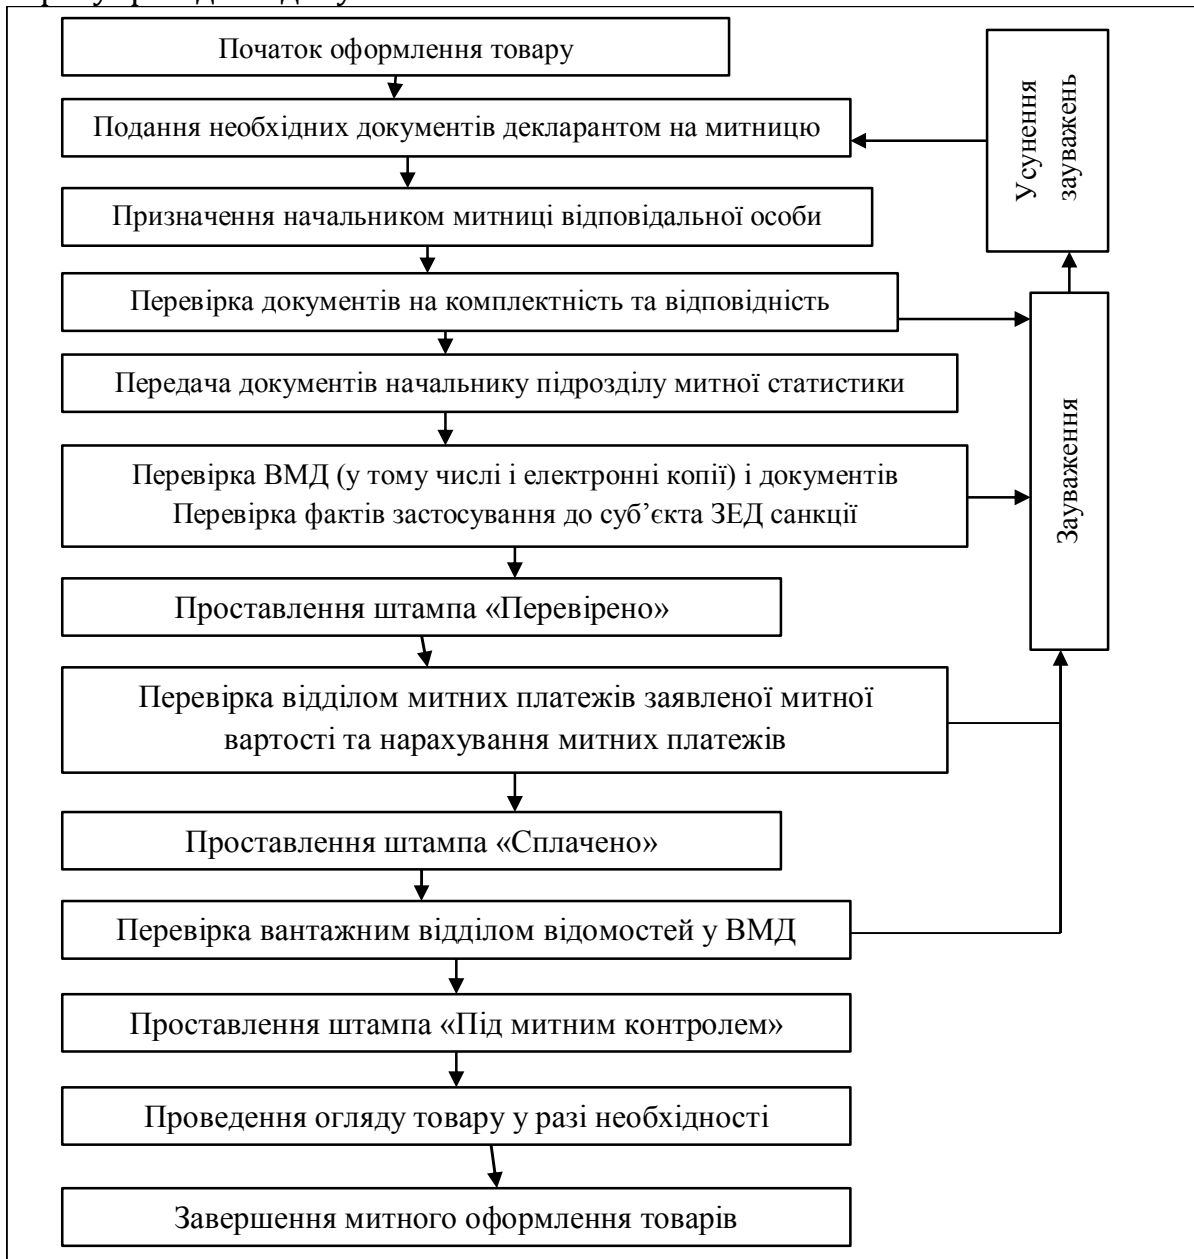 Початок оформлення товару
Подання необхідних документів декларантом на митницю
Призначення начальником митниці відповідальної особи
Перевірка документів на комплектність та відповідність
Передача документів начальнику підрозділу митної статистики
Перевірка ВМД (у тому числі і електронні копії) і документів
Перевірка фактів застосування до суб’єкта ЗЕД санкції
Проставлення штампа «Перевірено»
Перевірка відділом митних платежів заявленої митної
вартості та нарахування митних платежів
Проставлення штампа «Сплачено»
Перевірка вантажним відділом відомостей у ВМД
Проставлення штампа «Під митним контролем»
Проведення огляду товару у разі необхідності
Завершення митного оформлення товарів
Усунення
зауважень
Зауваження